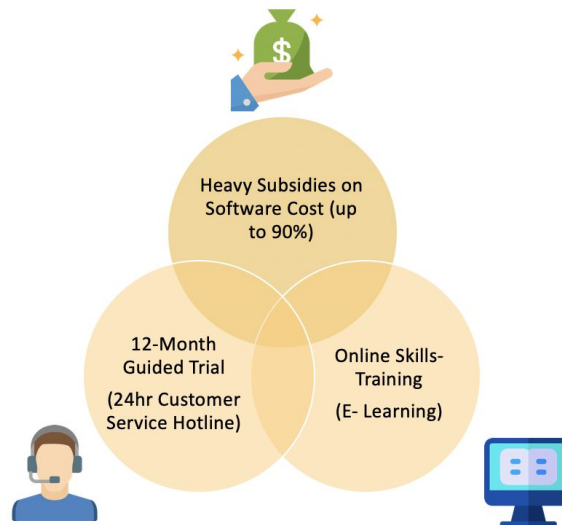 $
Heavy Subsidies on
Software Cost (up
to 90%)
12-Month
Guided Trial
(24hr Customer
Service Hotline)
Online Skills-
Training
(E- Learning)